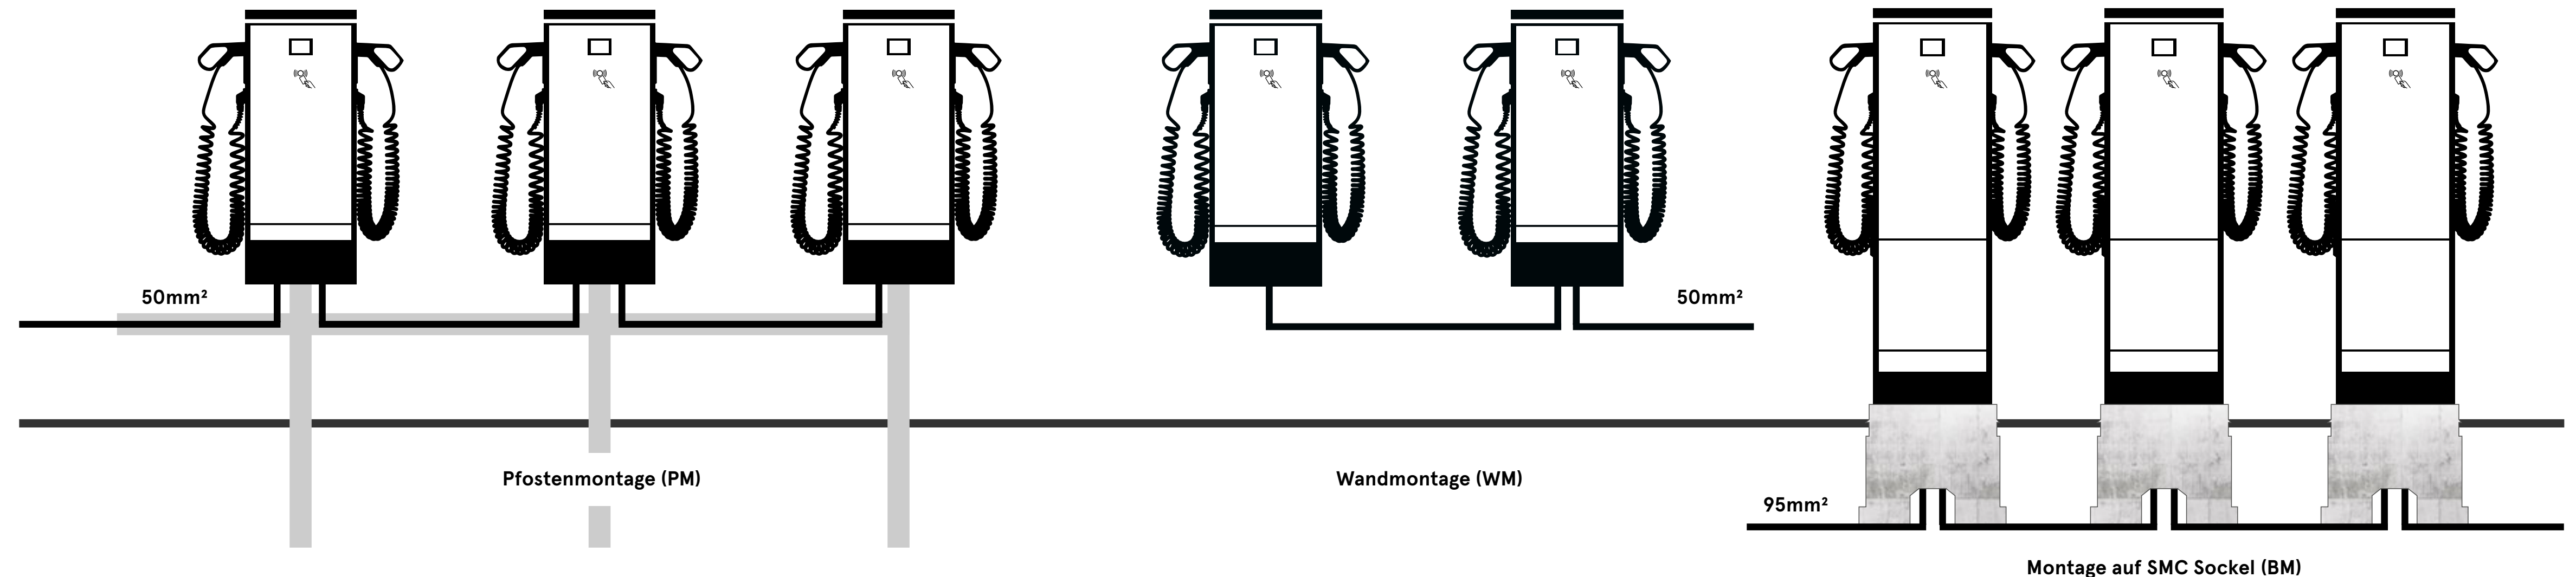 50mm²
50mm²
Pfostenmontage (PM)
Wandmontage (WM)
95mm²
Montage auf SMC Sockel (BM)